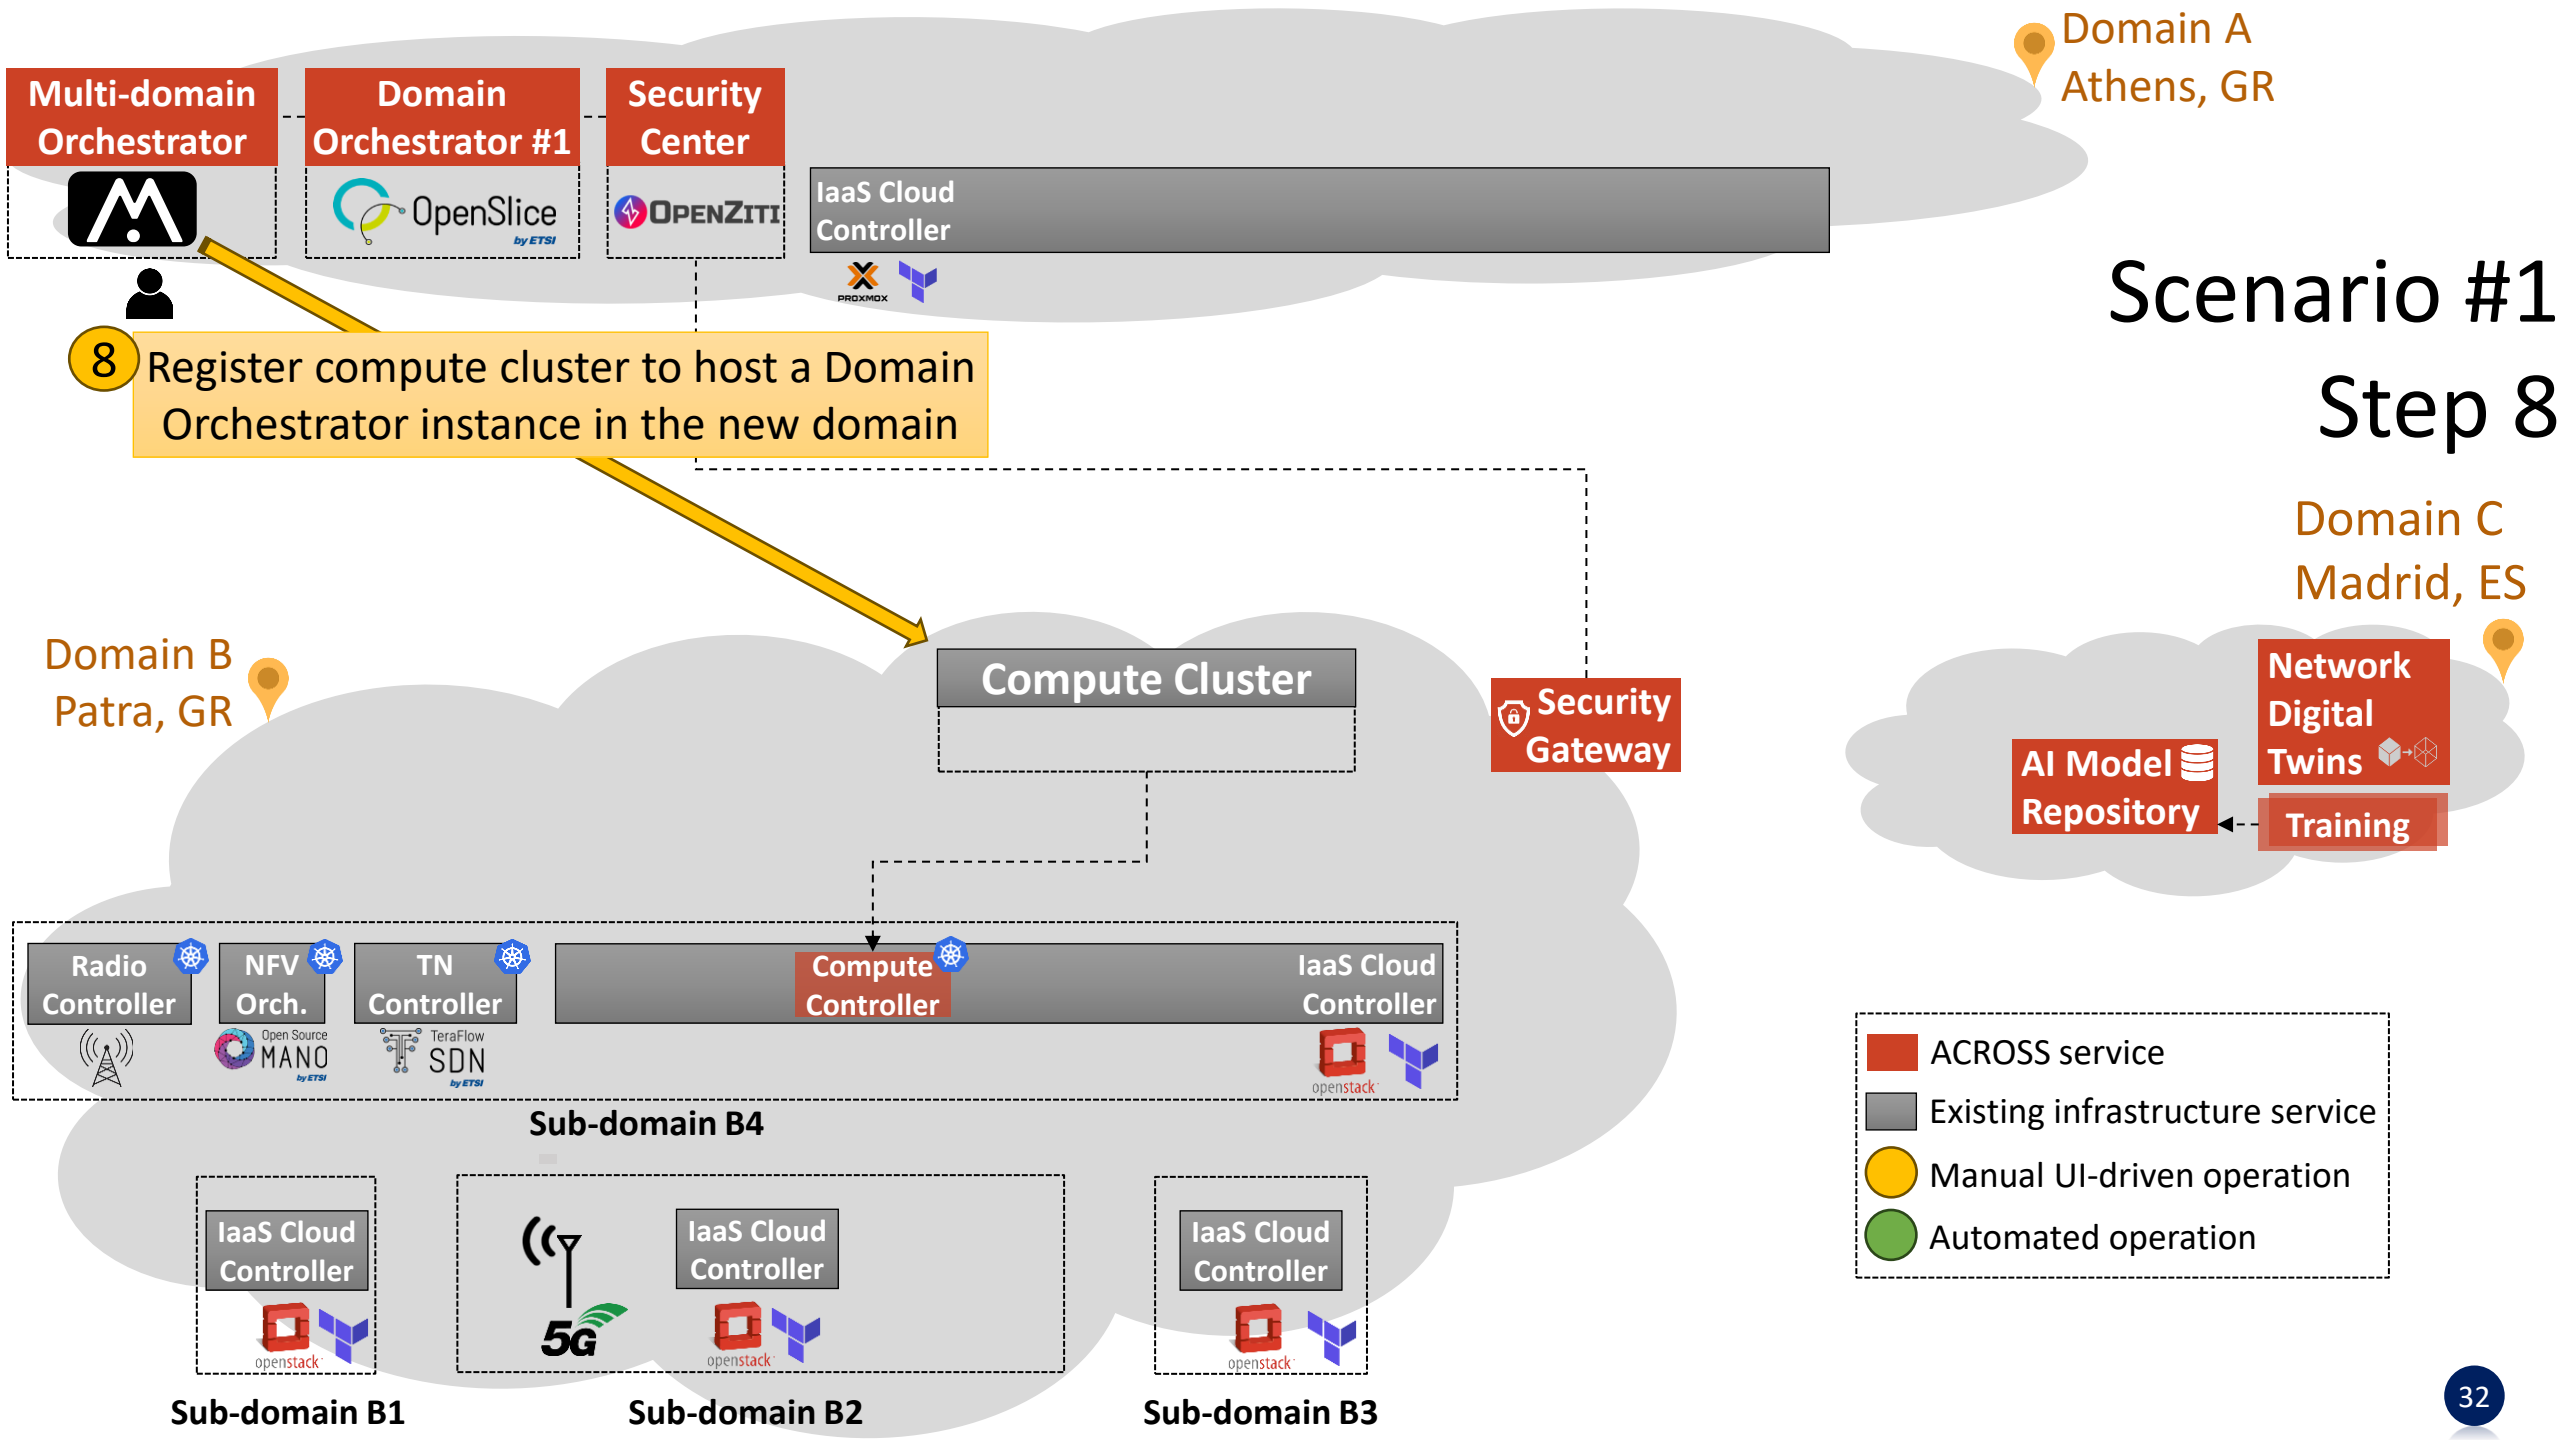 Domain A
Athens, GR
Multi-domain
Orchestrator
Domain
Orchestrator #1
OpenSlice
by ETSI
Security
Center
OPENZITI
IaaS Cloud
Controller
PROXMOX
Scenario #1
Step 8
8
Register compute cluster to host a Domain
Orchestrator instance in the new domain
Domain C
Madrid, ES
Domain B
Patra, GR
Compute Cluster
Security
Gateway
Network
Digital
Twins
AI Model
Repository
Training
Radio
Controller
NFV
Orch.
Open Source
MANO
by ETSI
TN
Controller
TeraFlow
SDN
by ETSI
Compute
Controller
IaaS Cloud
Controller
openstack
Sub-domain B4
ACROSS service
Existing infrastructure service
Manual UI-driven operation
Automated operation
IaaS Cloud
Controller
openstack
Sub-domain B1
5G
IaaS Cloud
Controller
openstack
Sub-domain B2
IaaS Cloud
Controller
openstack
Sub-domain B3
32